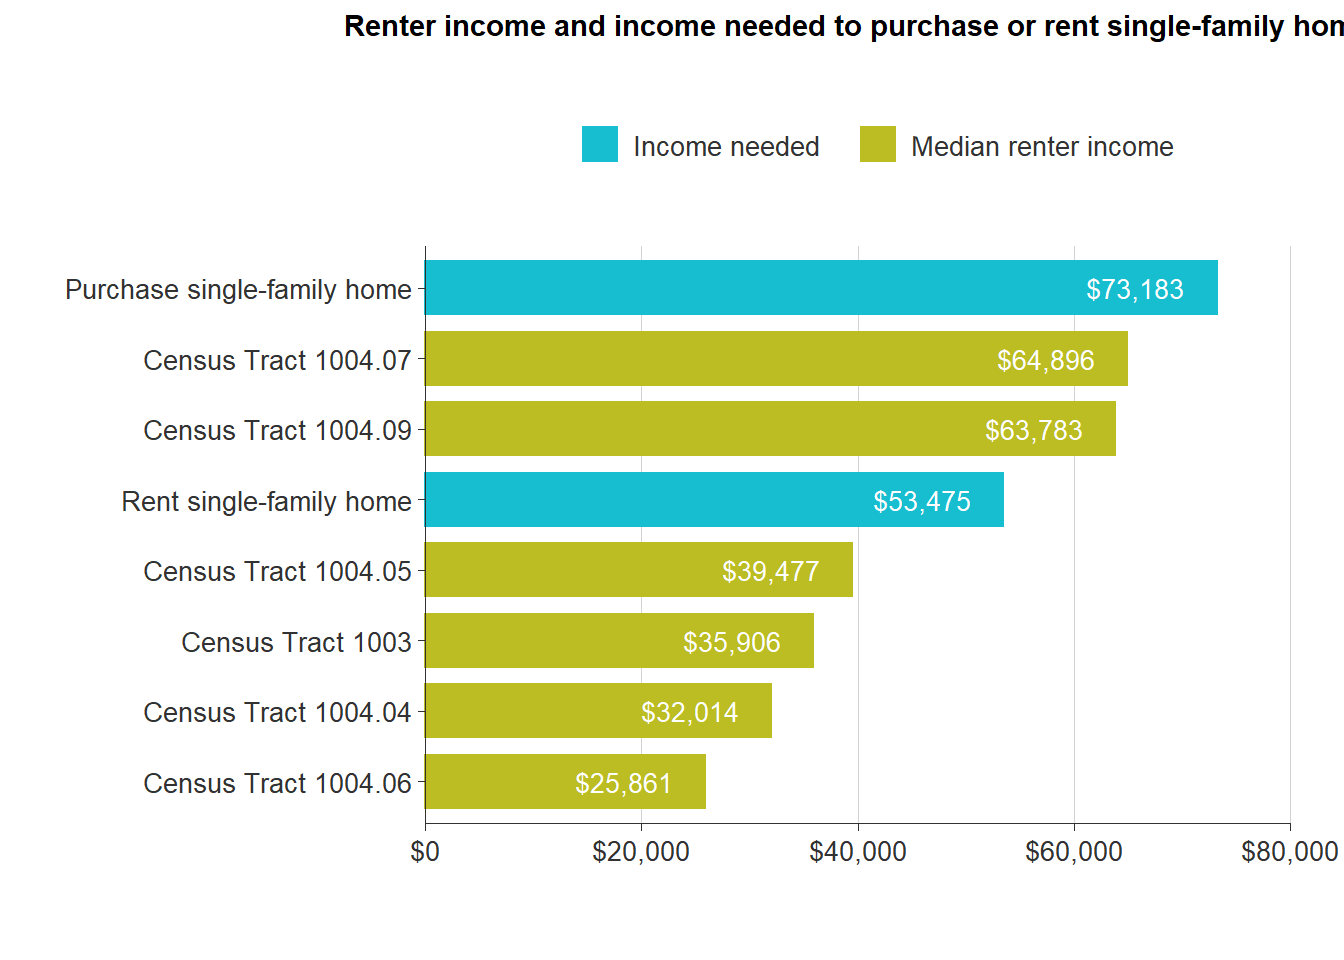 Renter income and income needed to purchase or rent single-family hom
Income needed
Median renter income
Purchase single-family home $73,183
Census Tract 1004.07 $64,896
Census Tract 1004.09 $63,783
Rent single-family home $53,475
Census Tract 1004.05 $39,477
Census Tract 1003 $35,906
Census Tract 1004.04 $32,014
Census Tract 1004.06 $25,861
$0 $20,000 $40,000 $60,000 $80,000